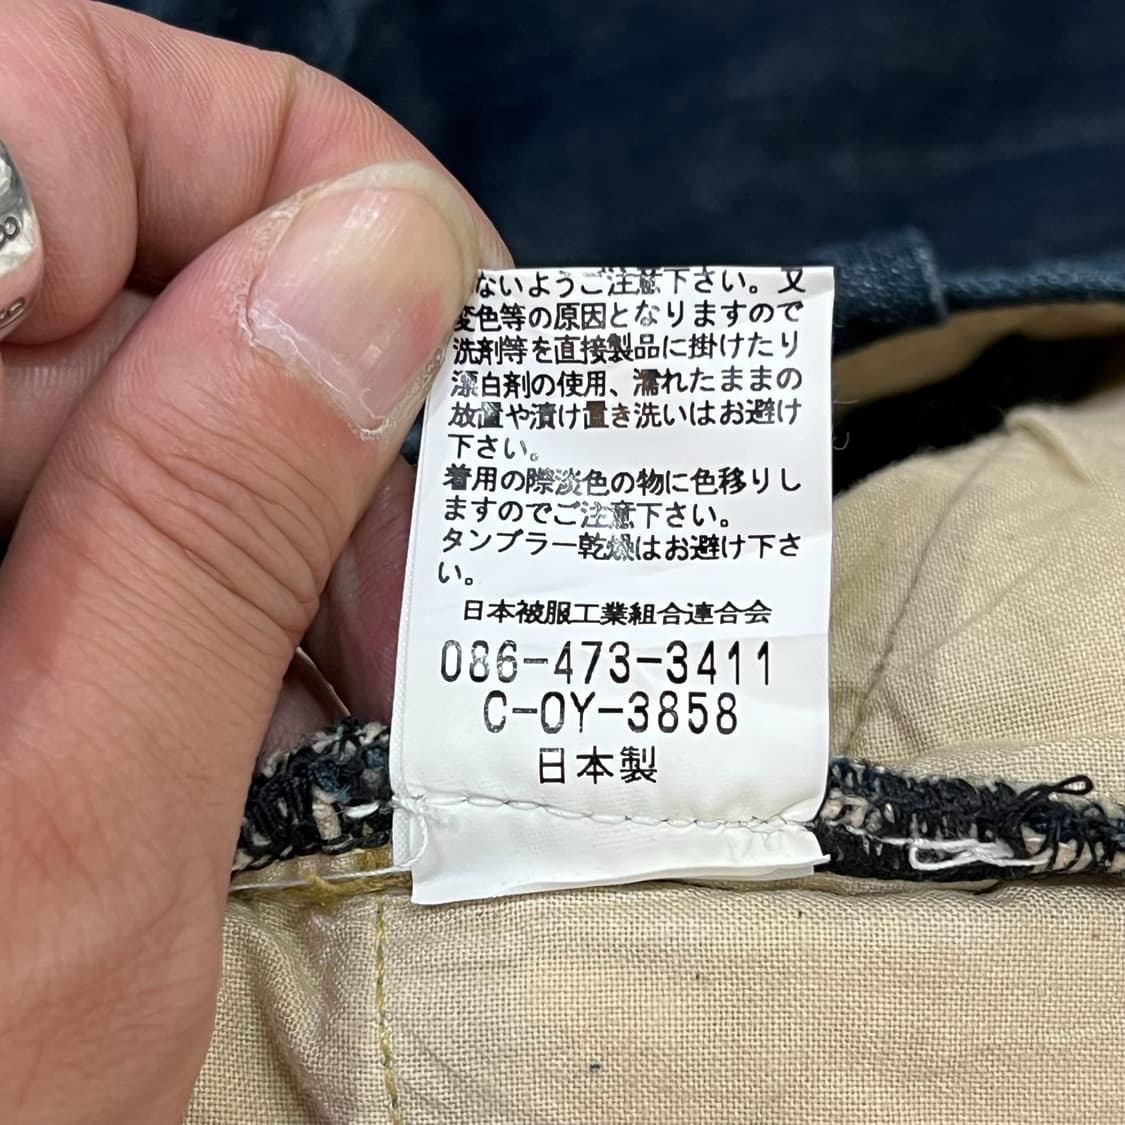 ないようご注意下さい。又
変色等の原因となりますので
洗剤等を直接製品に掛けたり
漂白剤の使用、濡れたままの
放置や漬け置き洗いはお避け
下さい。
着用の際淡色の物に色移りし
ますのでご注意下さい。
タンブラー乾燥はお避け下さ
い。
日本被服工業組合連合会
086-473-3411
C-OY-3858
日本製